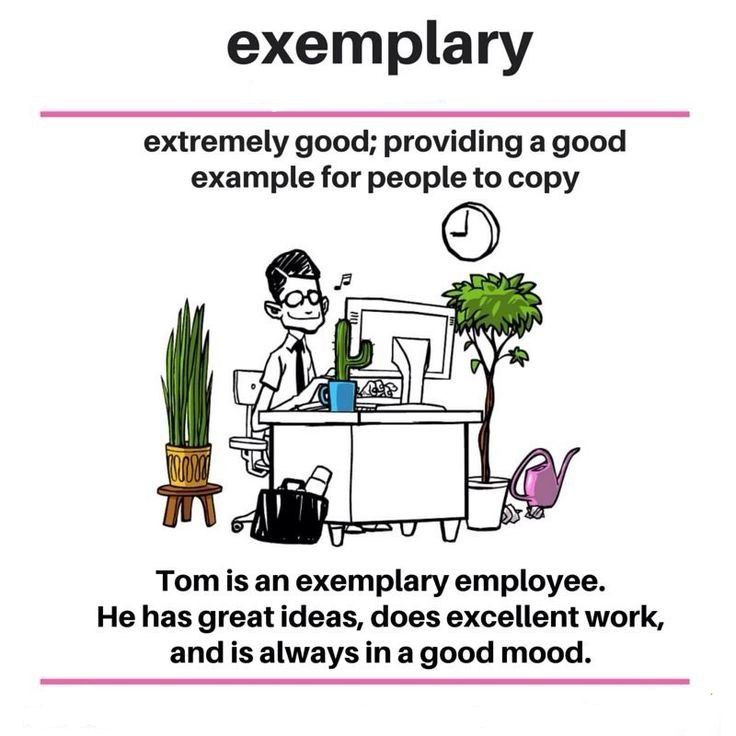 exemplary
extremely good; providing a good
example for people to copy
Tom is an exemplary employee.
He has great ideas, does excellent work,
and is always in a good mood.